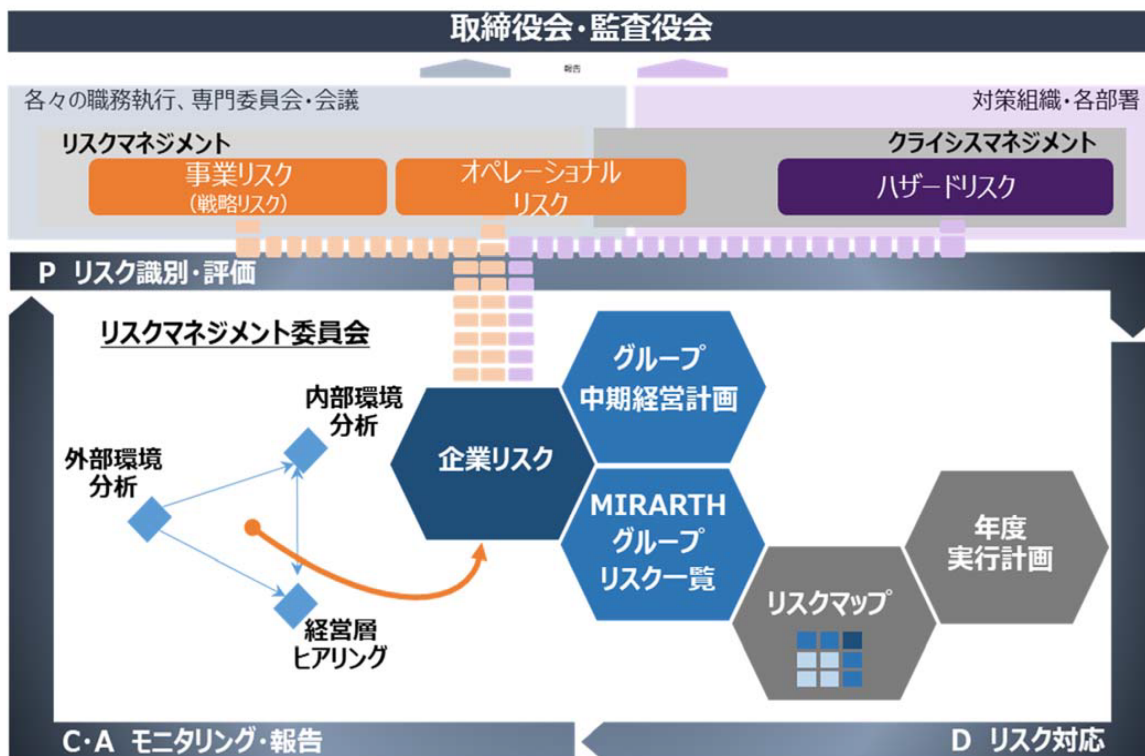 取締役会・監査役会
報告
各々の職務執行、専門委員会・会議
対策組織・各部署
リスクマネジメント
クライシスマネジメント
事業リスク
(戦略リスク)
オペレーショナル
リスク
ハザードリスク
P リスク識別・評価
リスクマネジメント委員会
内部環境
分析
外部環境
分析
経営層
ヒアリング
企業リスク
グループ
中期経営計画
MIRARTH
グループ
リスク一覧
リスクマップ
年度
実行計画
C・A モニタリング・報告
D リスク対応